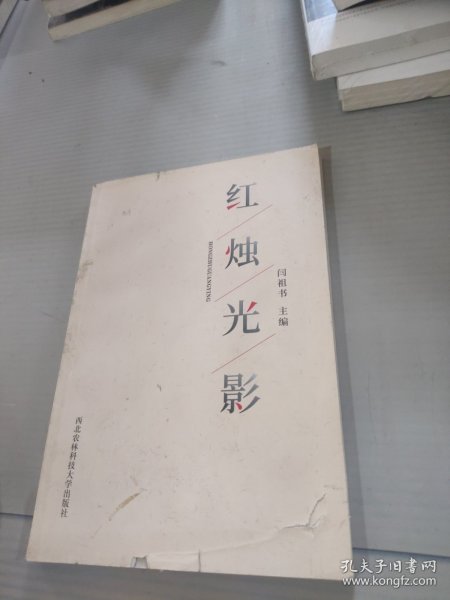 红烛光影
HONGZHUGUANGYING
闫祖书 主编
西北农林科技大学出版社
孔夫子旧书网
www.kongfz.com